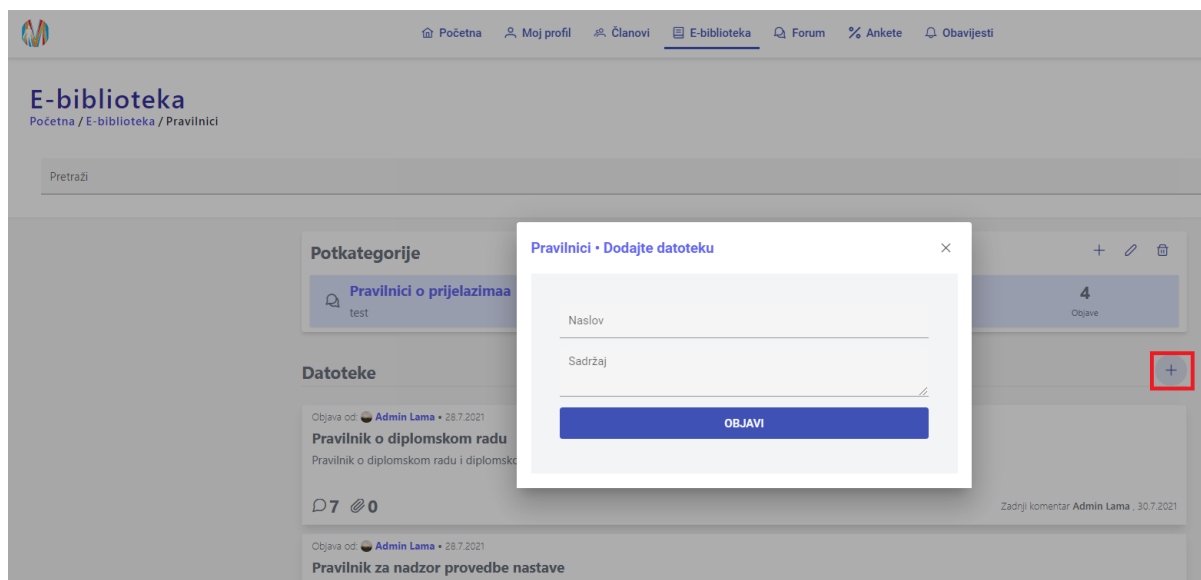 Početna Moj profil Članovi E-biblioteka Forum Ankete Obavijesti
E-biblioteka
Početna / E-biblioteka / Pravilnici
Pretraži
Pravilnici • Dodajte datoteku
Potkategorije
Pravilnici o prijelazimaa
test
4
Objave
Naslov
Sadržaj
OBJAVI
Datoteke
Objava od: Admin Lama • 28.7.2021
Pravilnik o diplomskom radu
Pravilnik o diplomskom radu i diplomsko
7 0
Zadnji komentar Admin Lama , 30.7.2021
Objava od: Admin Lama • 28.7.2021
Pravilnik za nadzor provedbe nastave